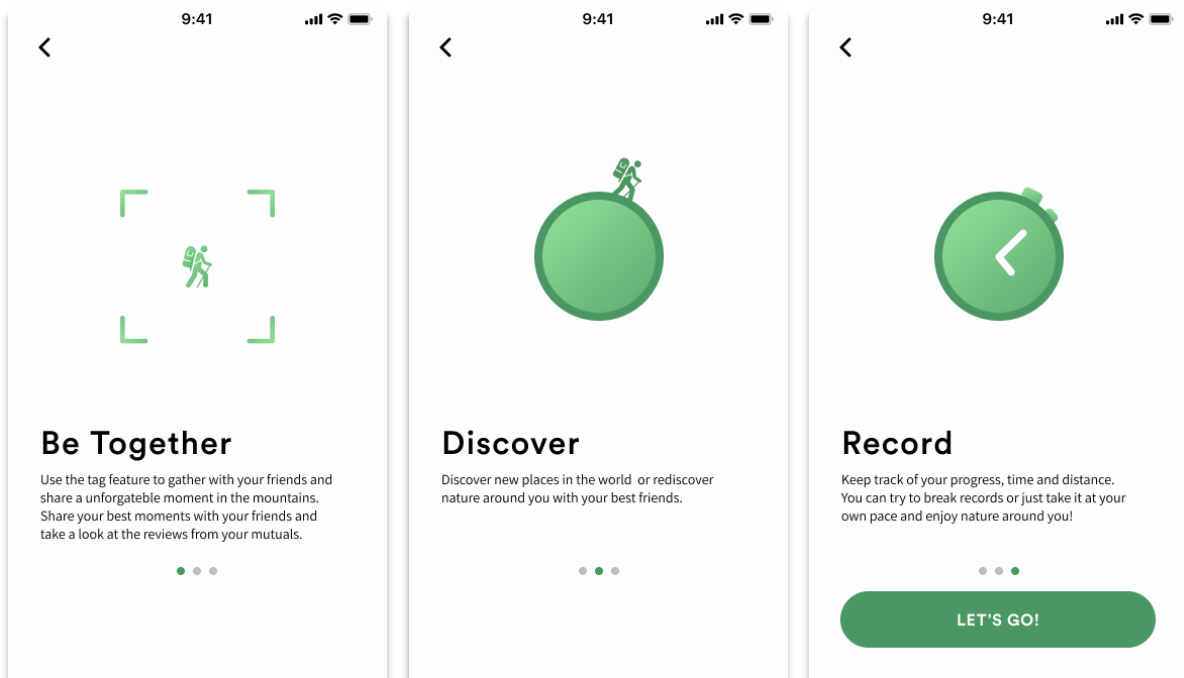 9:41
Be Together
Use the tag feature to gather with your friends and
share a unforgateble moment in the mountains.
Share your best moments with your friends and
take a look at the reviews from your mutuals.
9:41
Discover
Discover new places in the world  or rediscover
nature around you with your best friends.
9:41
Record
Keep track of your progress, time and distance.
You can try to break records or just take it at your
own pace and enjoy nature around you!
LET'S GO!